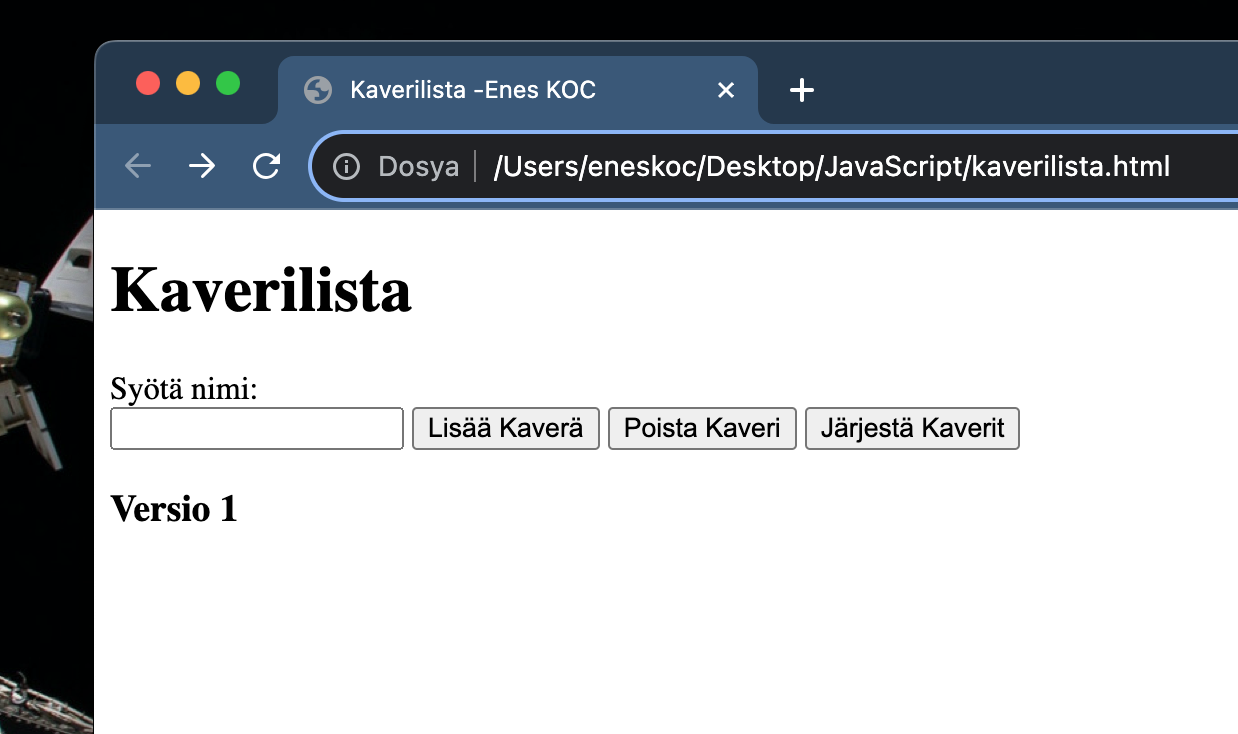 Kaverilista -Enes KOC
Dosya /Users/eneskoc/Desktop/JavaScript/kaverilista.html
Kaverilista
Syötä nimi:
Lisää Kaverä Poista Kaveri Järjestä Kaverit
Versio 1